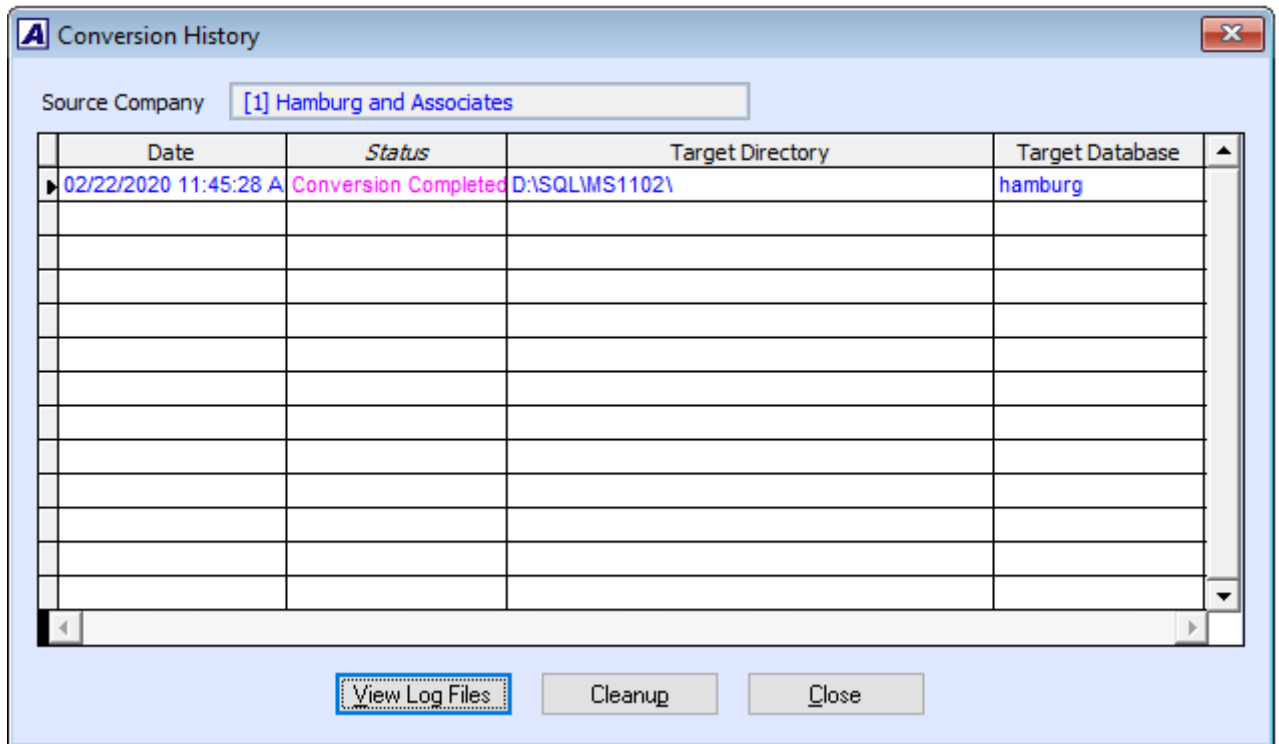 Conversion History
Source Company [1] Hamburg and Associates
Date Status Target Directory Target Database
02/22/2020 11:45:28 A Conversion Completed D:\SQL\MS1102\ hamburg
View Log Files Cleanup Close